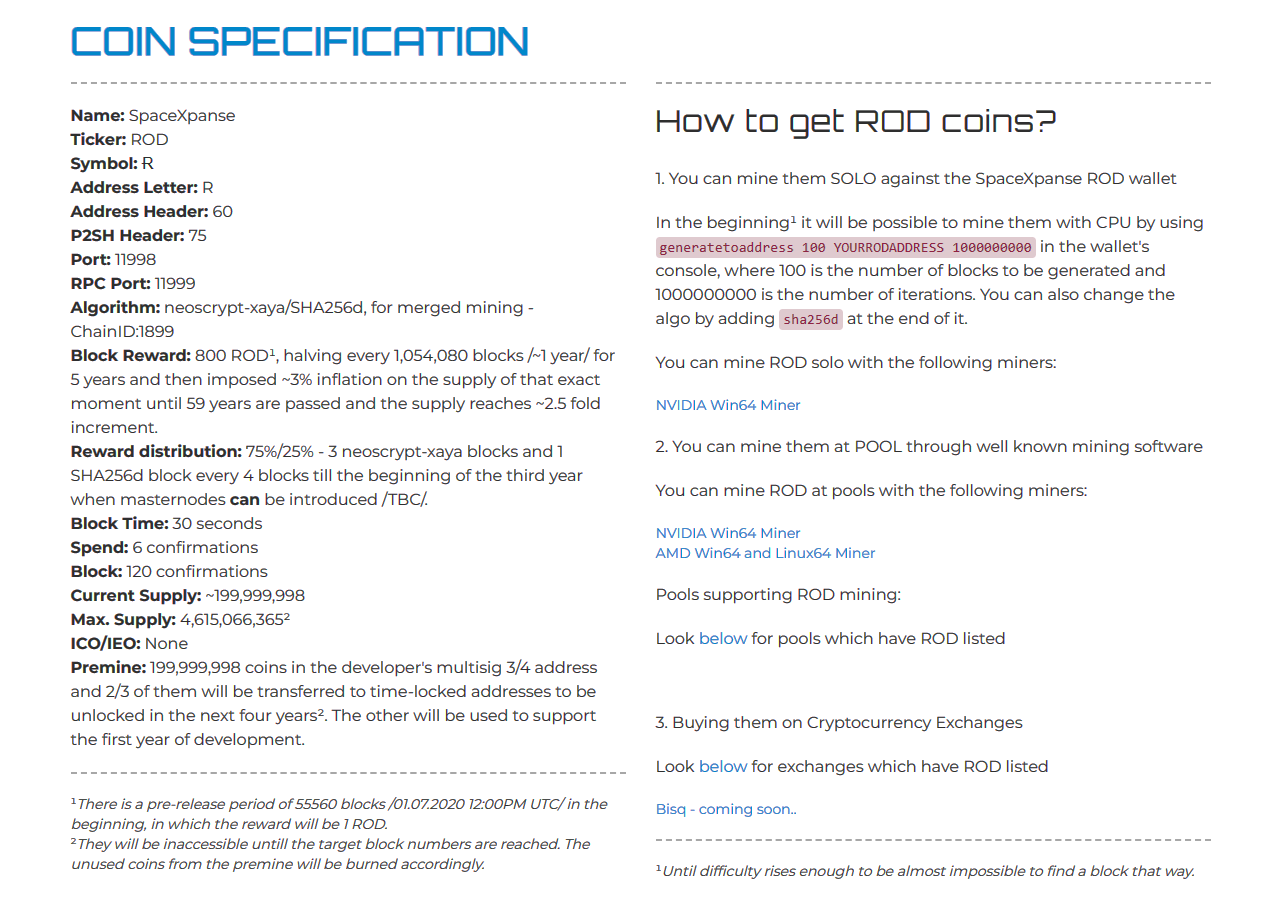 COIN SPECIFICATION
Name: SpaceXpanse
Ticker: ROD
Symbol: Ɍ
Address Letter: R
Address Header: 60
P2SH Header: 75
Port: 11998
RPC Port: 11999
Algorithm: neoscrypt-xaya/SHA256d, for merged mining -
ChainID:1899
Block Reward: 800 ROD¹, halving every 1,054,080 blocks /~1 year/ for
5 years and then imposed ~3% inflation on the supply of that exact
moment until 59 years are passed and the supply reaches ~2.5 fold
increment.
Reward distribution: 75%/25% - 3 neoscrypt-xaya blocks and 1
SHA256d block every 4 blocks till the beginning of the third year
when masternodes can be introduced /TBC/.
Block Time: 30 seconds
Spend: 6 confirmations
Block: 120 confirmations
Current Supply: ~199,999,998
Max. Supply: 4,615,066,365²
ICO/IEO: None
Premine: 199,999,998 coins in the developer's multisig 3/4 address
and 2/3 of them will be transferred to time-locked addresses to be
unlocked in the next four years². The other will be used to support
the first year of development.
¹There is a pre-release period of 55560 blocks /01.07.2020 12:00PM UTC/ in the
beginning, in which the reward will be 1 ROD.
²They will be inaccessible untill the target block numbers are reached. The
unused coins from the premine will be burned accordingly.
How to get ROD coins?
1. You can mine them SOLO against the SpaceXpanse ROD wallet
In the beginning¹ it will be possible to mine them with CPU by using
generatetoaddress 100 YOURRODADDRESS 1000000000 in the wallet's
console, where 100 is the number of blocks to be generated and
1000000000 is the number of iterations. You can also change the
algo by adding sha256d at the end of it.
You can mine ROD solo with the following miners:
NVIDIA Win64 Miner
2. You can mine them at POOL through well known mining software
You can mine ROD at pools with the following miners:
NVIDIA Win64 Miner
AMD Win64 and Linux64 Miner
Pools supporting ROD mining:
Look below for pools which have ROD listed
3. Buying them on Cryptocurrency Exchanges
Look below for exchanges which have ROD listed
Bisq - coming soon..
¹Until difficulty rises enough to be almost impossible to find a block that way.